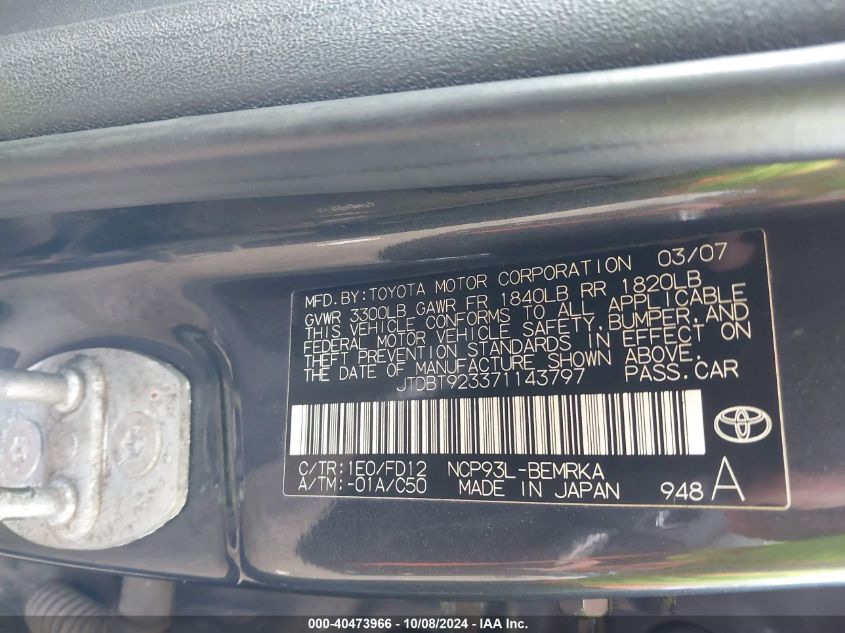 MFD. BY: TOYOTA MOTOR CORPORATION 03/07
GVWR 3300LB GAWR FR 1840LB RR 1820LB
THIS VEHICLE CONFORMS TO ALL APPLICABLE
FEDERAL MOTOR VEHICLE SAFETY, BUMPER, AND
THEFT PREVENTION STANDARDS IN EFFECT ON
THE DATE OF MANUFACTURE SHOWN ABOVE.
JTDBT923371143797 PASS.CAR
C/TR: 1E0/FD12 NCP93L-BEMRKA
A/TM: -01A/C50 MADE IN JAPAN 948 A
000-40473966 - 10/08/2024 - IAA Inc.